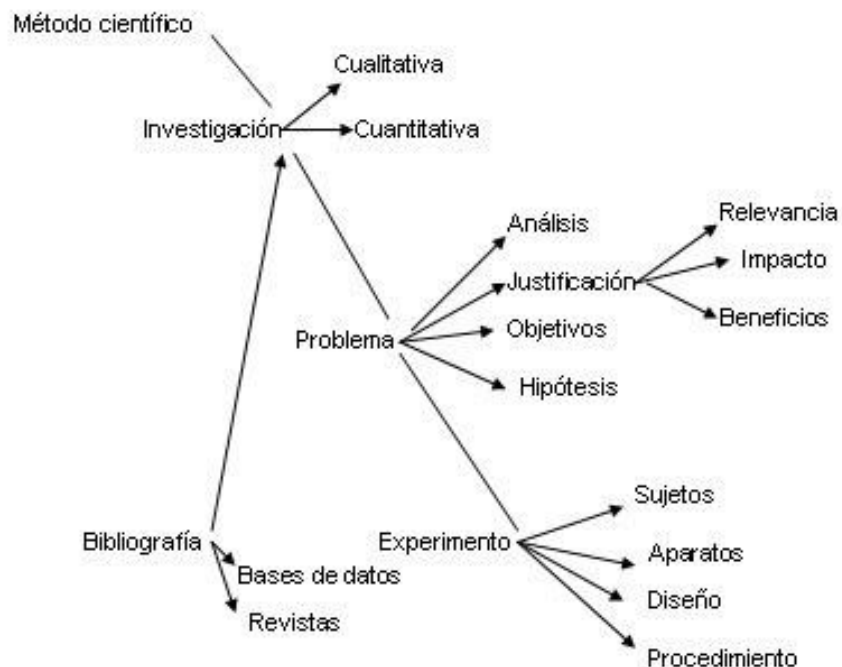 Método científico
Cualitativa
Investigación
Cuantitativa
Análisis
Relevancia
Justificación
Impacto
Objetivos
Beneficios
Problema
Hipótesis
Sujetos
Bibliografía
Experimento
Aparatos
Bases de datos
Diseño
Revistas
Procedimiento